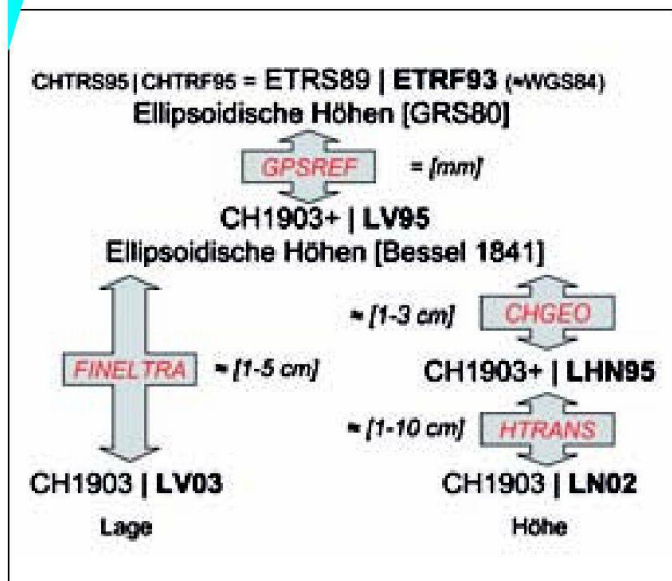 CHTRS95|CHTRF95 = ETRS89 | ETRF93 (≈WGS84)
Ellipsoidische Höhen [GRS80]
GPSREF = [mm]
CH1903+ | LV95
Ellipsoidische Höhen [Bessel 1841]
≈ [1-3 cm] CHGEO
FINELTRA ≈ [1-5 cm]
CH1903+ | LHN95
≈ [1-10 cm] HTRANS
CH1903 | LV03
CH1903 | LN02
Lage
Höhe